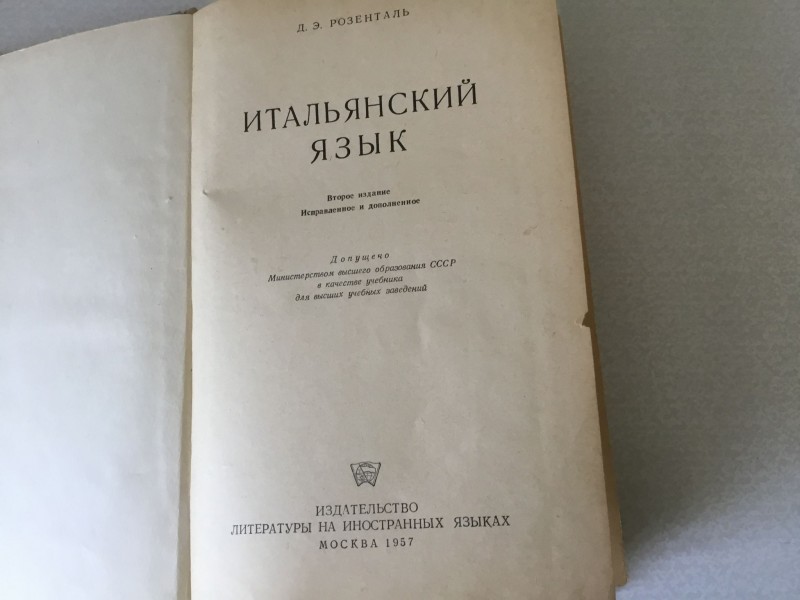 Д. Э. РОЗЕНТАЛЬ
ИТАЛЬЯНСКИЙ
ЯЗЫК
Второе издание
Исправленное и дополненное
Допущено
Министерством высшего образования СССР
в качестве учебника
для высших учебных заведений
ИЗДАТЕЛЬСТВО
ЛИТЕРАТУРЫ НА ИНОСТРАННЫХ ЯЗЫКАХ
МОСКВА 1957